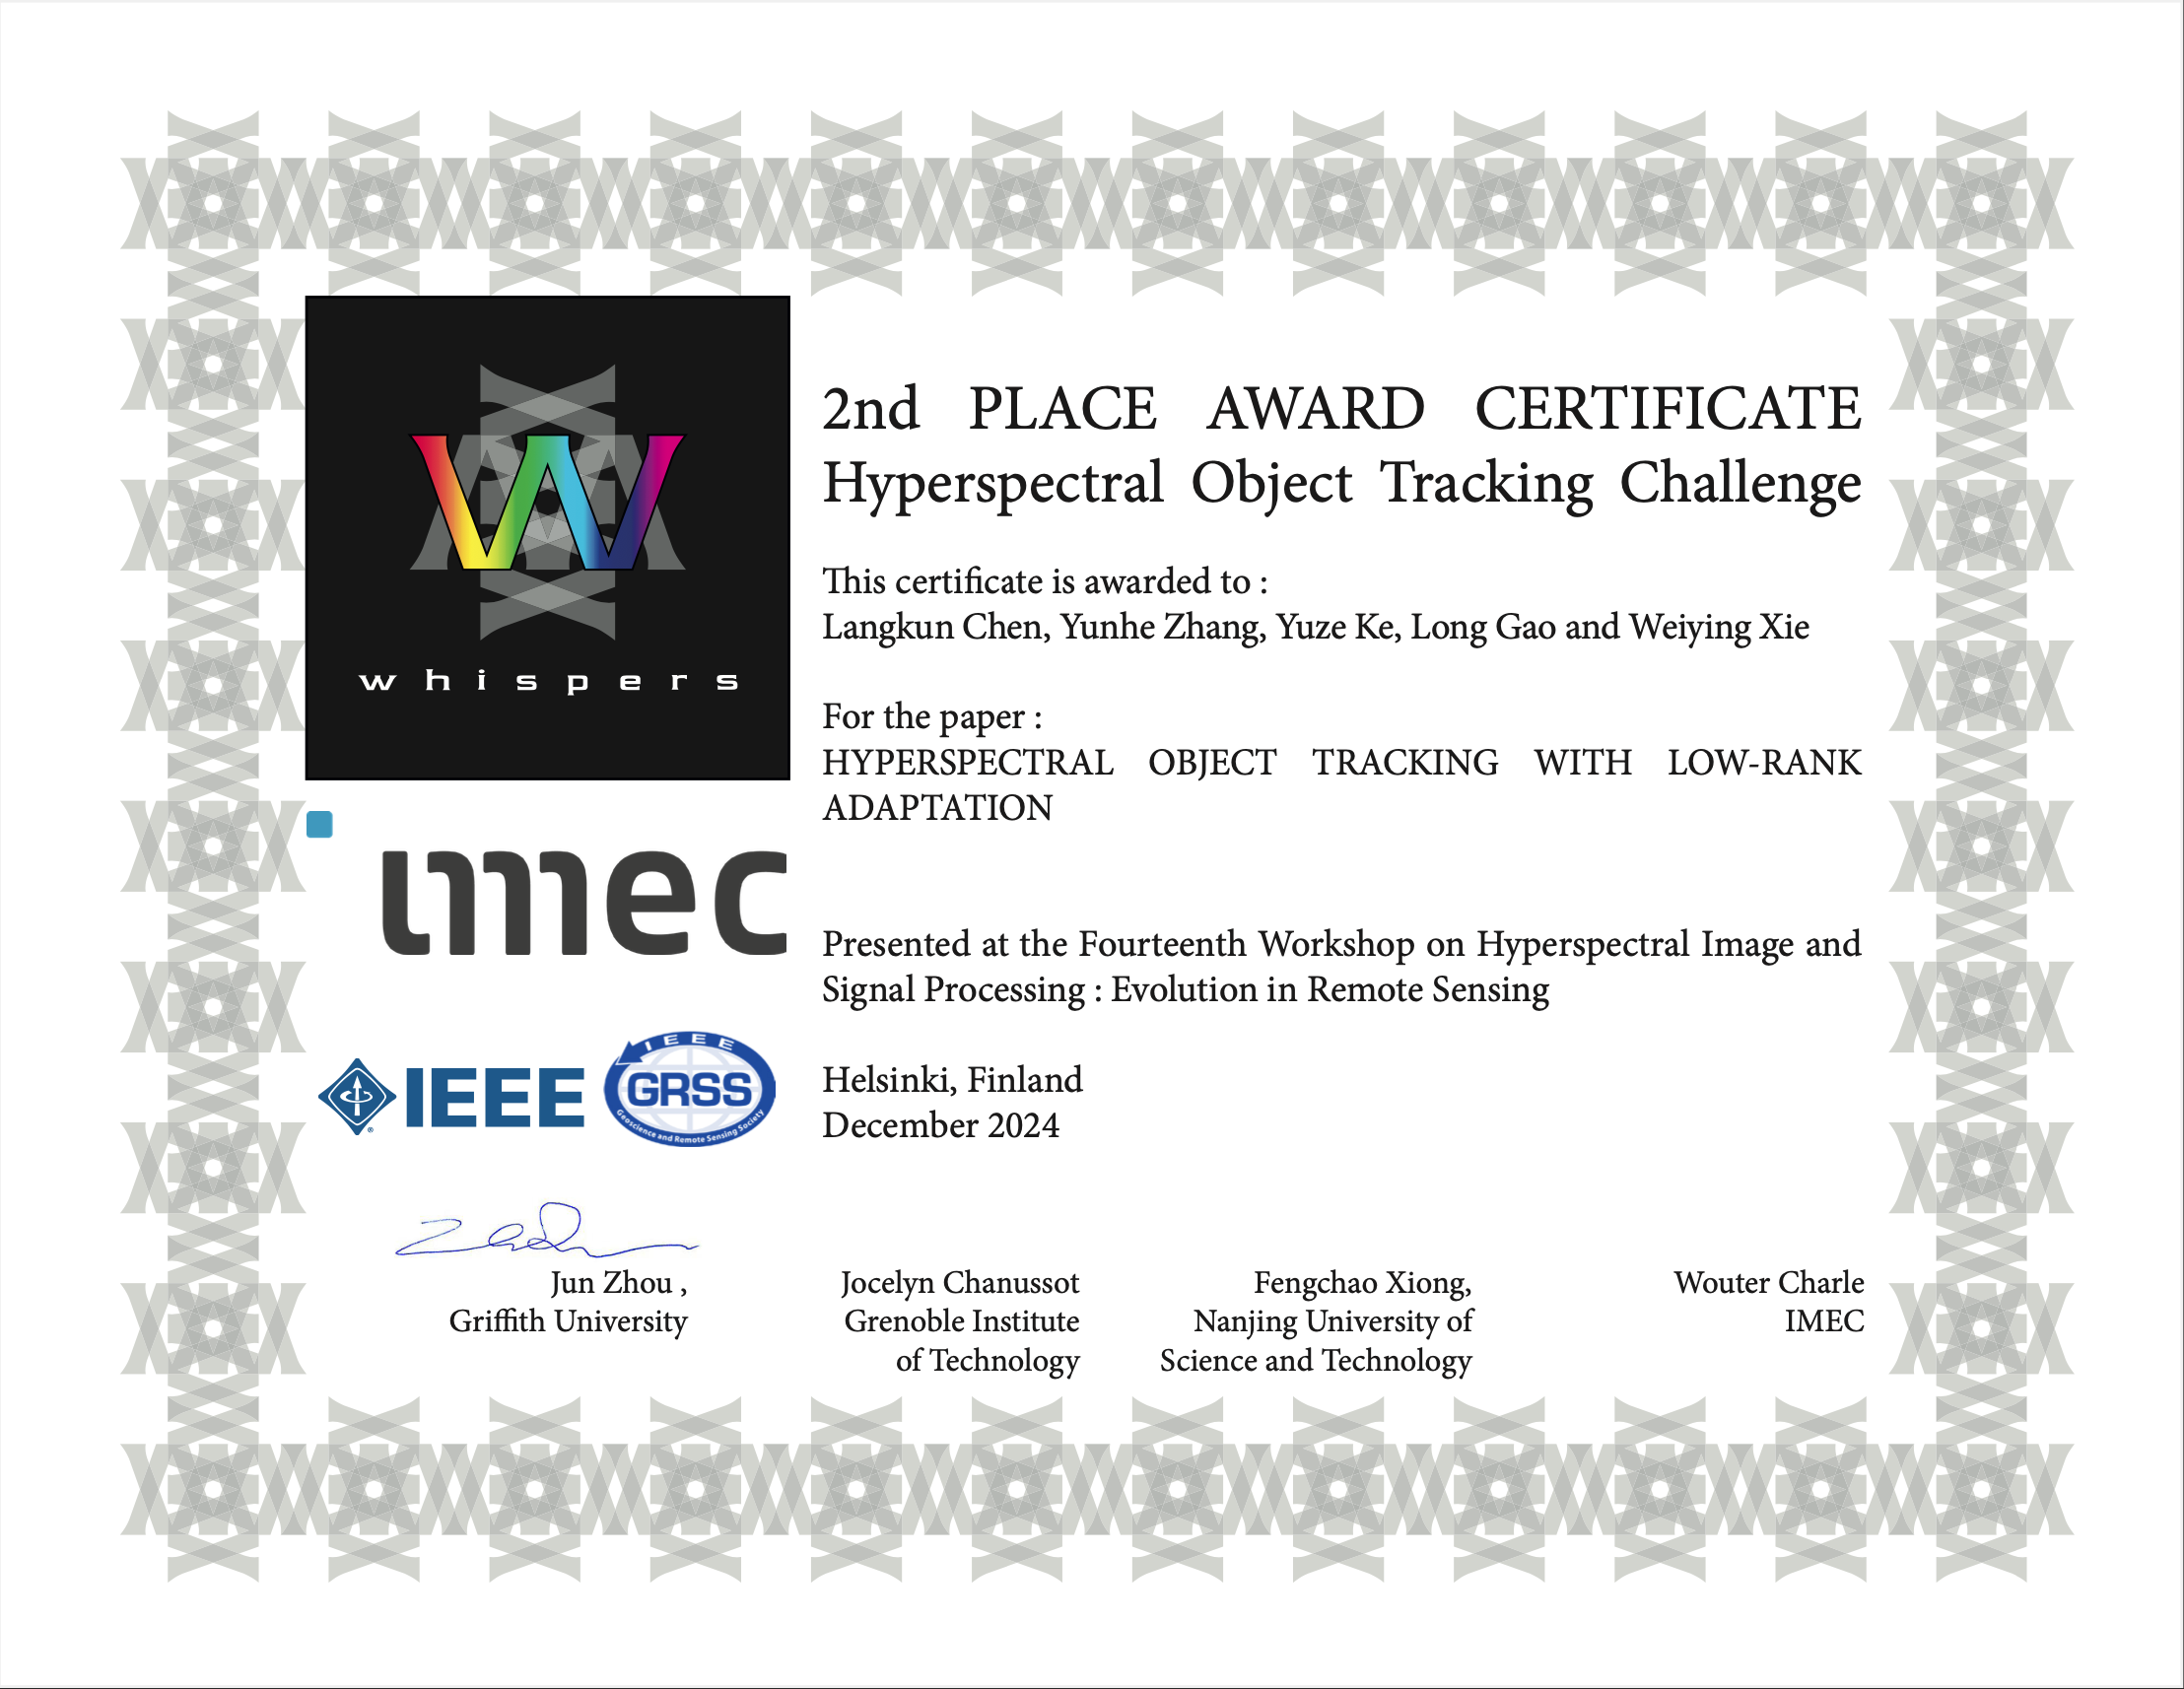 2nd PLACE AWARD CERTIFICATE
Hyperspectral Object Tracking Challenge
This certificate is awarded to :
Langkun Chen, Yunhe Zhang, Yuze Ke, Long Gao and Weiying Xie
For the paper :
HYPERSPECTRAL OBJECT TRACKING WITH LOW-RANK
ADAPTATION
Presented at the Fourteenth Workshop on Hyperspectral Image and
Signal Processing : Evolution in Remote Sensing
Helsinki, Finland
December 2024
W
whispers
imec
IEEE
IEEE
GRSS
Geoscience and Remote Sensing Society
Jun Zhou ,
Griffith University
Jocelyn Chanussot
Grenoble Institute
of Technology
Fengchao Xiong,
Nanjing University of
Science and Technology
Wouter Charle
IMEC